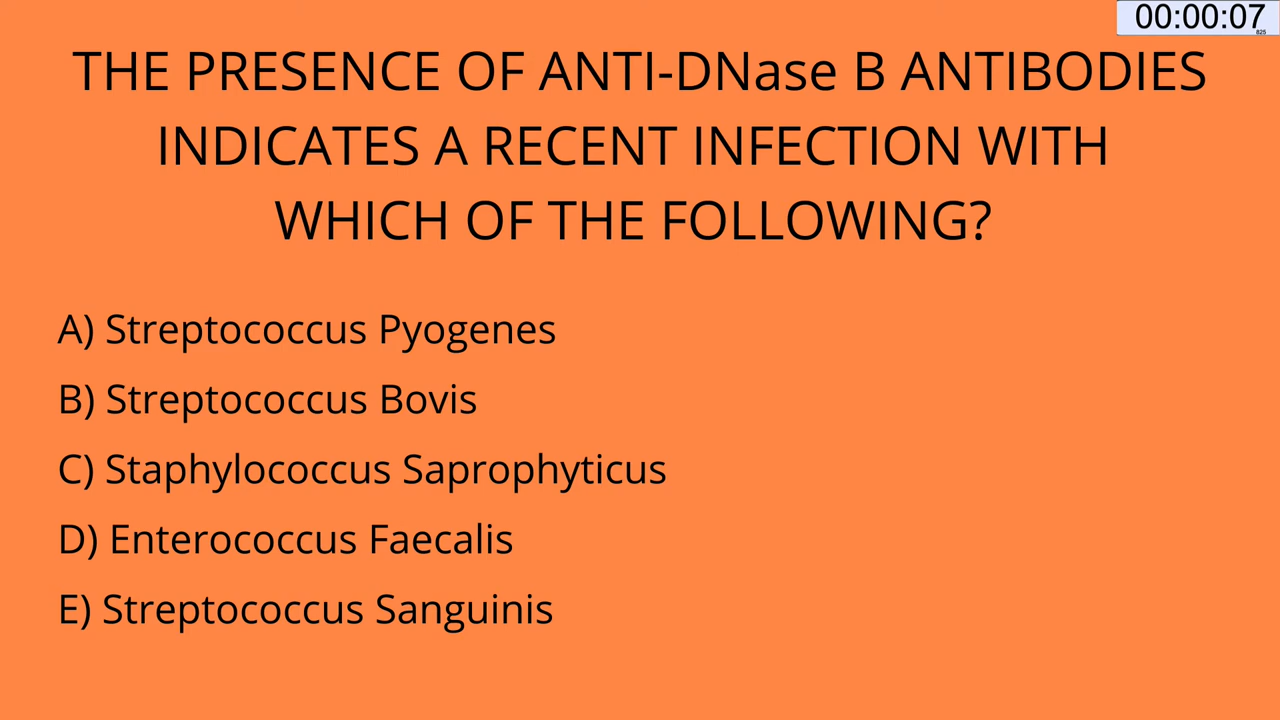 00:00:07
825
THE PRESENCE OF ANTI-DNase B ANTIBODIES
INDICATES A RECENT INFECTION WITH
WHICH OF THE FOLLOWING?
A) Streptococcus Pyogenes
B) Streptococcus Bovis
C) Staphylococcus Saprophyticus
D) Enterococcus Faecalis
E) Streptococcus Sanguinis